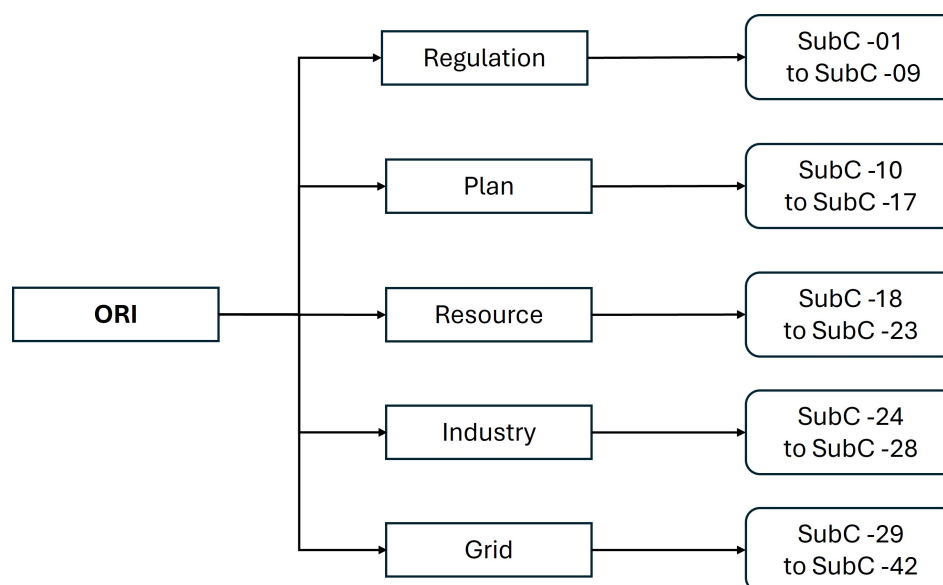 Regulation
SubC -01
to SubC -09
Plan
SubC -10
to SubC -17
ORI
Resource
SubC -18
to SubC -23
Industry
SubC -24
to SubC -28
Grid
SubC -29
to SubC -42